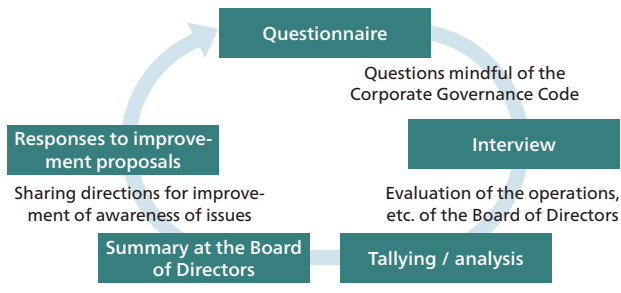 Questionnaire
Questions mindful of the
Corporate Governance Code
Interview
Evaluation of the operations,
etc. of the Board of Directors
Tallying / analysis
Summary at the Board
of Directors
Responses to improve-
ment proposals
Sharing directions for improve-
ment of awareness of issues